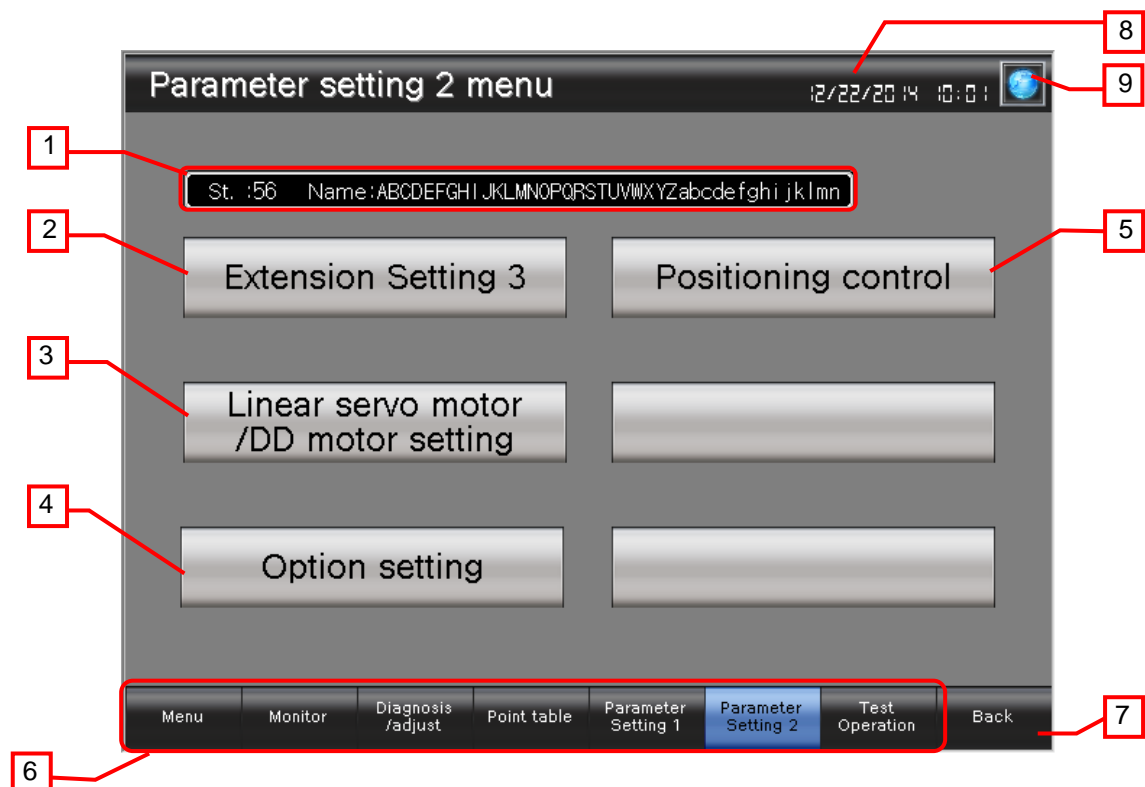 8
Parameter setting 2 menu
12/22/2014 10:01
9
1
St. :56 Name:ABCDEFGHIJKLMNOPQRSTUVWXYZabcdefghijklmn
2
Extension Setting 3
Positioning control
5
3
Linear servo motor
/DD motor setting
4
Option setting
Menu
Monitor
Diagnosis
/adjust
Point table
Parameter
Setting 1
Parameter
Setting 2
Test
Operation
Back
7
6